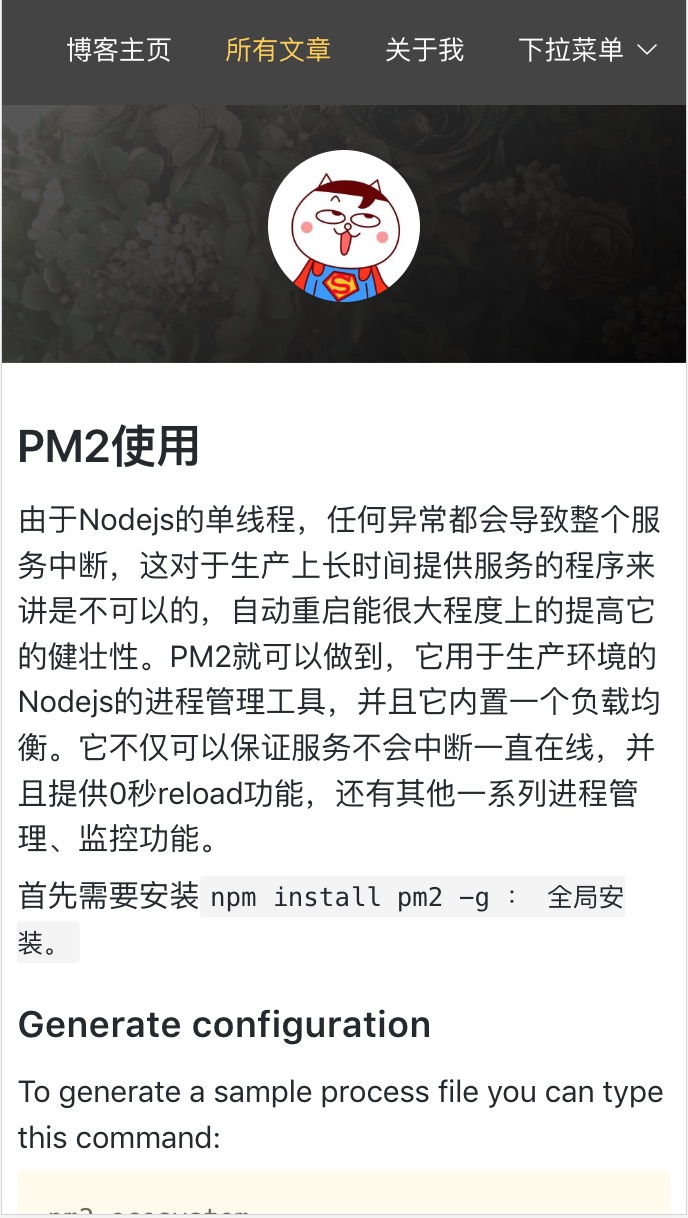 博客主页 所有文章 关于我 下拉菜单
S
PM2使用
由于Nodejs的单线程，任何异常都会导致整个服
务中断，这对于生产上长时间提供服务的程序来
讲是不可以的，自动重启能很大程度上的提高它
的健壮性。PM2就可以做到，它用于生产环境的
Nodejs的进程管理工具，并且它内置一个负载均
衡。它不仅可以保证服务不会中断一直在线，并
且提供0秒reload功能，还有其他一系列进程管
理、监控功能。
首先需要安装 npm install pm2 -g ： 全局安
装。
Generate configuration
To generate a sample process file you can type
this command:
pm2 ecosystem